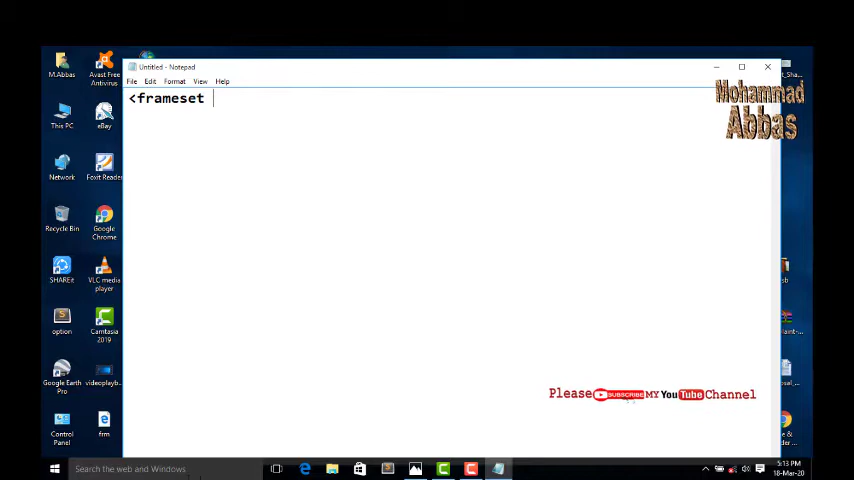 Untitled - Notepad
File Edit Format View Help
<frameset
Mohammad
Abbas
M.Abbas
Avast Free
Antivirus
This PC
eBay
Network
Foxit Reader
Recycle Bin
Google
Chrome
SHAREit
VLC media
player
option
Camtasia
2019
Google Earth
Pro
videoplayb...
Control
Panel
frm
Please SUBSCRIBE MY YouTube Channel
Search the web and Windows
5:13 PM
18-Mar-20